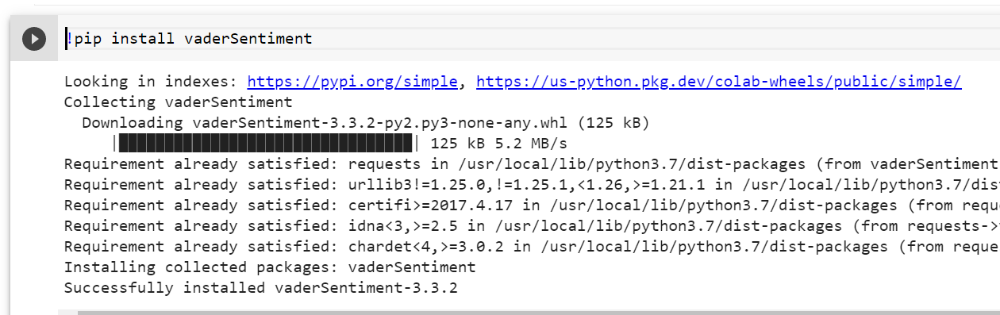 !pip install vaderSentiment
Looking in indexes: https://pypi.org/simple, https://us-python.pkg.dev/colab-wheels/public/simple/
Collecting vaderSentiment
Downloading vaderSentiment-3.3.2-py2.py3-none-any.whl (125 kB)
125 kB 5.2 MB/s
Requirement already satisfied: requests in /usr/local/lib/python3.7/dist-packages (from vaderSentiment
Requirement already satisfied: urllib3!=1.25.0,!=1.25.1,<1.26,>=1.21.1 in /usr/local/lib/python3.7/dis
Requirement already satisfied: certifi>=2017.4.17 in /usr/local/lib/python3.7/dist-packages (from requ
Requirement already satisfied: idna<3,>=2.5 in /usr/local/lib/python3.7/dist-packages (from requests->
Requirement already satisfied: chardet<4,>=3.0.2 in /usr/local/lib/python3.7/dist-packages (from reque
Installing collected packages: vaderSentiment
Successfully installed vaderSentiment-3.3.2